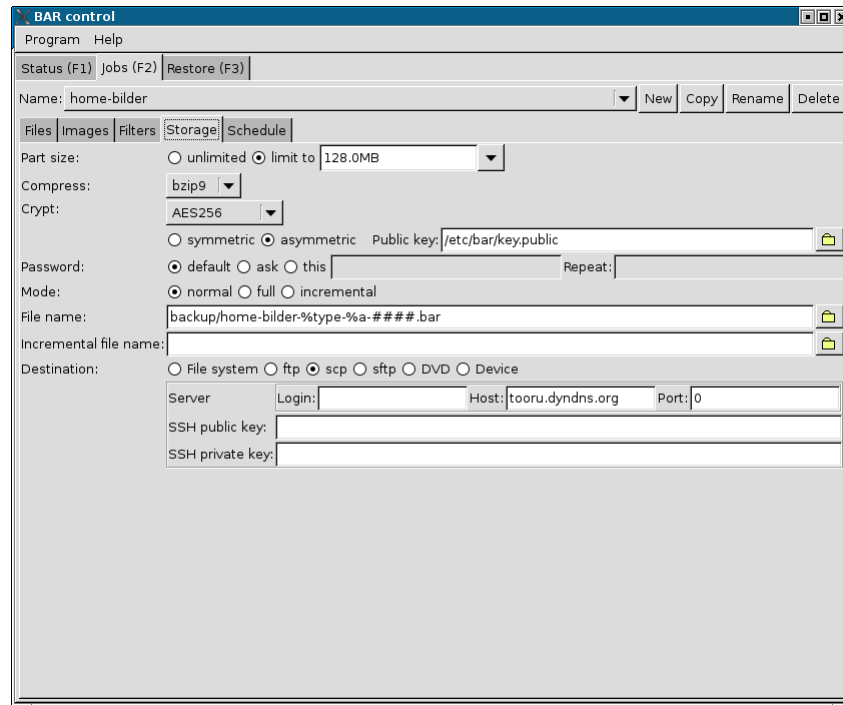 BAR control
Program Help
Status (F1) Jobs (F2) Restore (F3)
Name: home-bilder New Copy Rename Delete
Files Images Filters Storage Schedule
Part size: unlimited limit to 128.0MB
Compress: bzip9
Crypt: AES256
symmetric asymmetric Public key: /etc/bar/key.public
Password: default ask this Repeat:
Mode: normal full incremental
File name: backup/home-bilder-%type-%a-####.bar
Incremental file name:
Destination: File system ftp scp sftp DVD Device
Server Login: Host: tooru.dyndns.org Port: 0
SSH public key:
SSH private key: